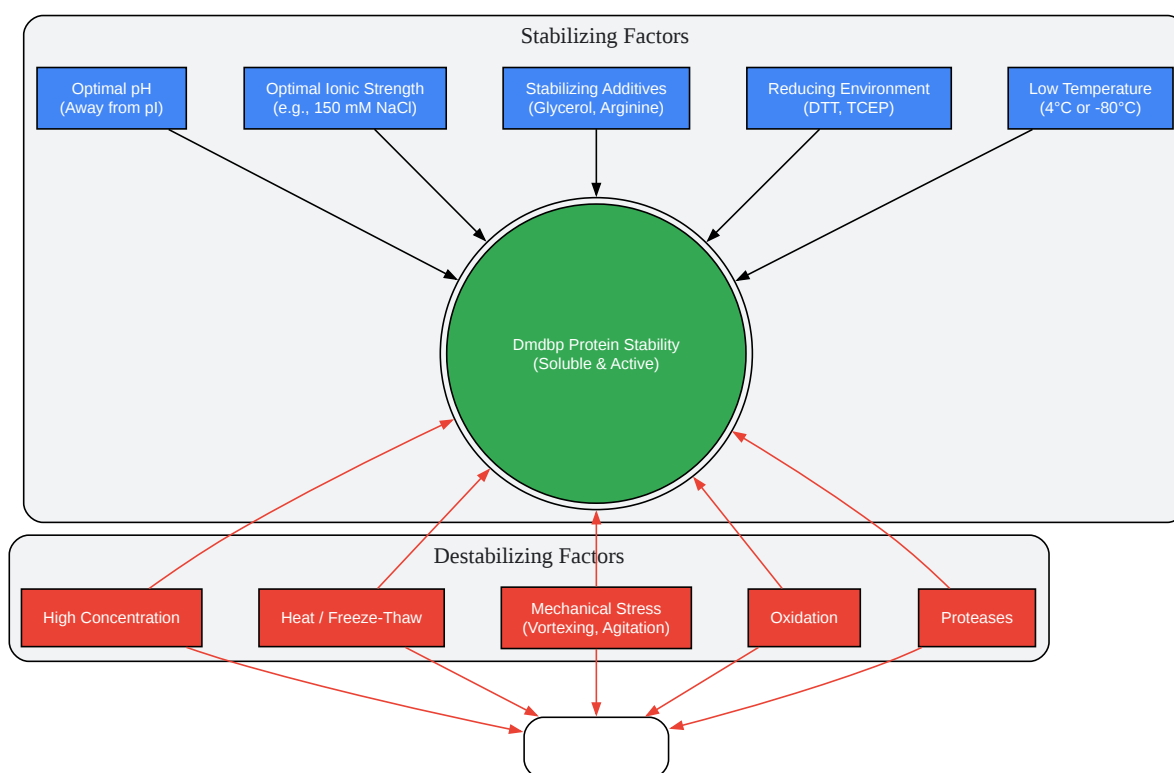 Stabilizing Factors
Optimal pH
(Away from pI)
Optimal Ionic Strength
(e.g., 150 mM NaCl)
Stabilizing Additives
(Glycerol, Arginine)
Reducing Environment
(DTT, TCEP)
Low Temperature
(4°C or -80°C)
Dmdbp Protein Stability
(Soluble & Active)
Destabilizing Factors
High Concentration
Heat / Freeze-Thaw
Mechanical Stress
(Vortexing, Agitation)
Oxidation
Proteases